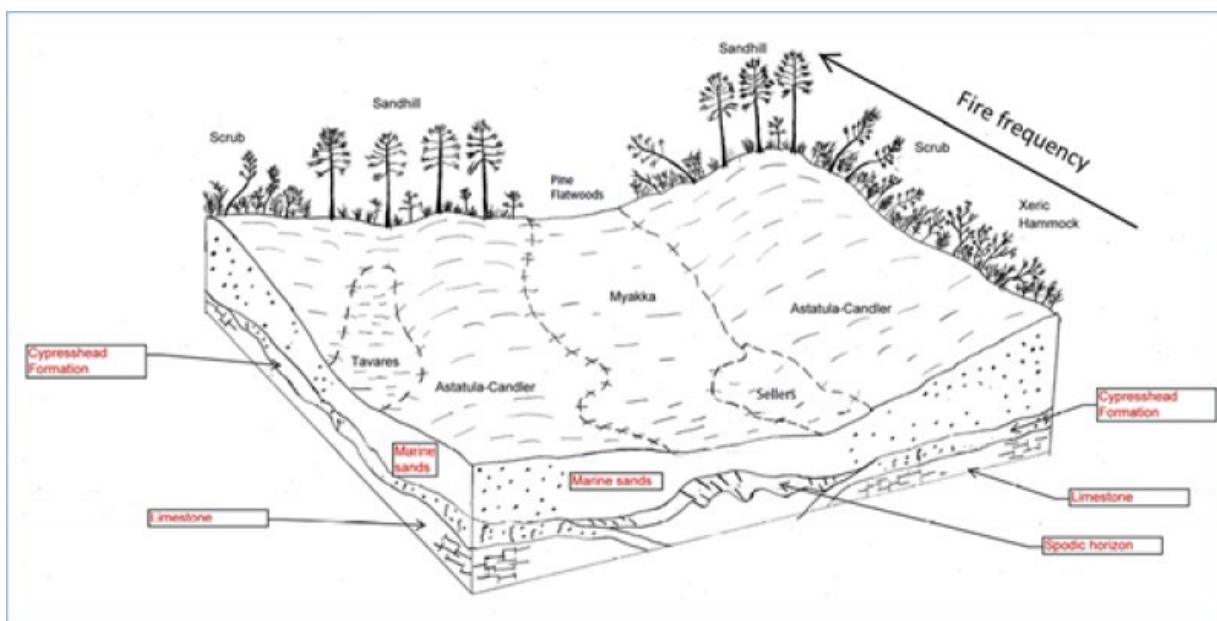 Sandhill
Sandhill
Fire frequency
Scrub
Scrub
Pine
Flatwoods
Xeric
Hammock
Myakka
Astatula-Candler
Tavares
Astatula-Candler
Sellers
Cypresshead
Formation
Cypresshead
Formation
Marine
sands
Marine sands
Limestone
Limestone
Spodic horizon